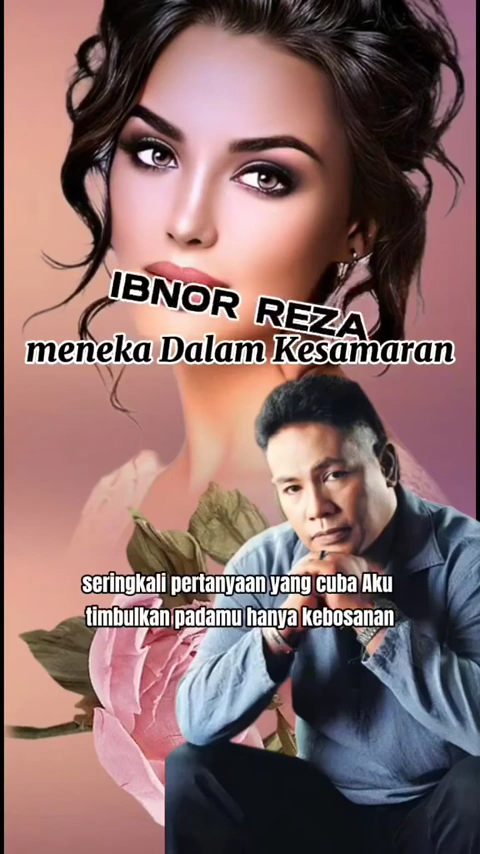 IBNOR REZA
meneka Dalam Kesamaran
seringkali pertanyaan yang cuba Aku
timbulkan padamu hanya kebosanan